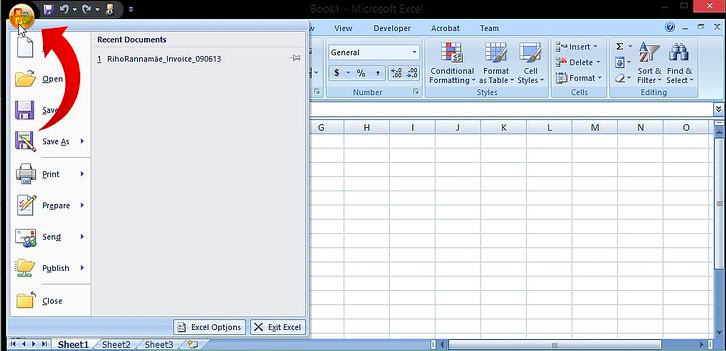 Book1 - Microsoft Excel
View Developer Acrobat Team
Recent Documents
1 RihoRannamäe_Invoice_090613
Open
Save
Save As
Print
Prepare
Send
Publish
Close
Excel Options Exit Excel
General
$ % , .00 .0
Number
Conditional Formatting
Format as Table
Cell Styles
Styles
Insert
Delete
Format
Cells
Σ
Sort & Filter
Find & Select
Editing
G H I J K L M N O
Sheet1 Sheet2 Sheet3